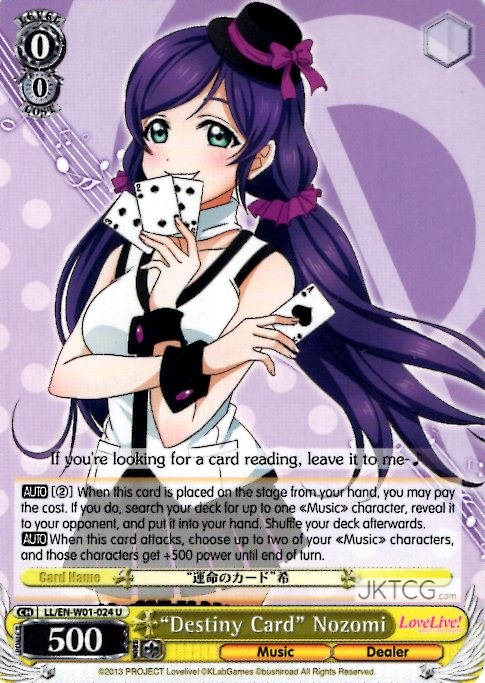 LEVEL
0
0
COST
2
3
A
If you're looking for a card reading, leave it to me-♪
AUTO [②] When this card is placed on the stage from your hand, you may pay
the cost. If you do, search your deck for up to one «Music» character, reveal it
to your opponent, and put it into your hand. Shuffle your deck afterwards.
AUTO When this card attacks, choose up to two of your «Music» characters,
and those characters get +500 power until end of turn.
Card Name
“運命のカード”希
JKTCG.com
CH LL/EN-W01-024 U
POWER 500 SOUL
“Destiny Card” Nozomi
LoveLive!
Music
Dealer
©2013 PROJECT Lovelive! ©KLabGames ©bushiroad All Rights Reserved.